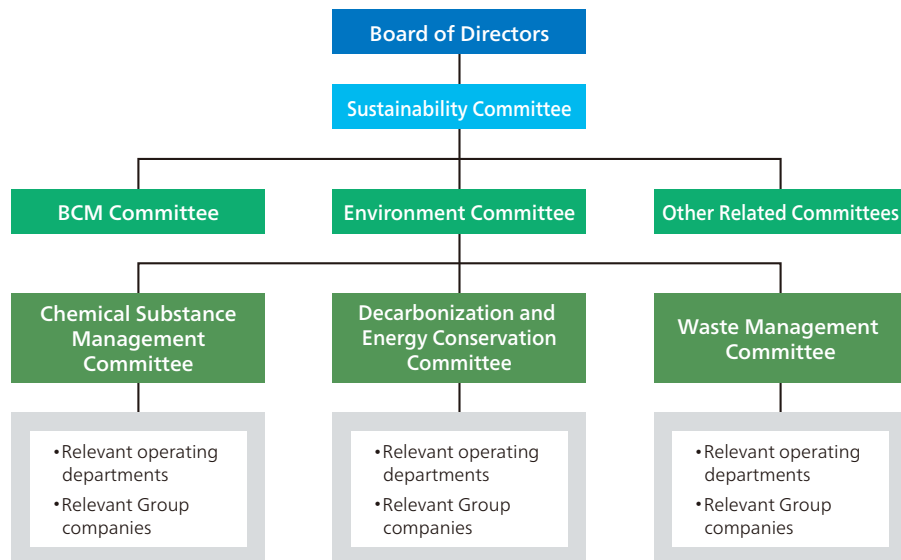 Board of Directors
Sustainability Committee
BCM Committee
Environment Committee
Other Related Committees
Chemical Substance
Management
Committee
Decarbonization and
Energy Conservation
Committee
Waste Management
Committee
•Relevant operating
departments
•Relevant Group
companies
•Relevant operating
departments
•Relevant Group
companies
•Relevant operating
departments
•Relevant Group
companies